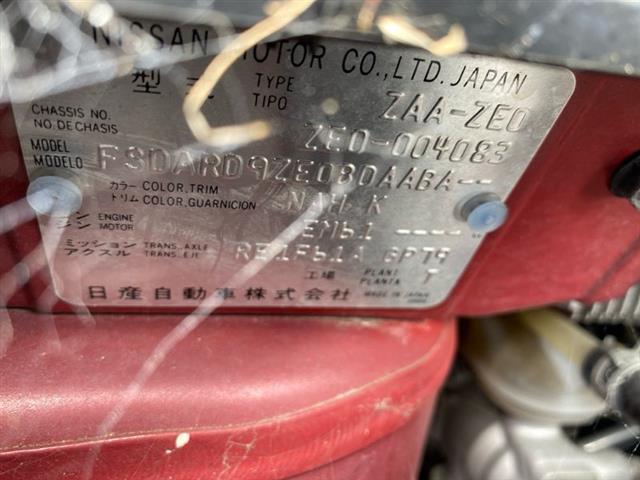 NISSAN MOTOR CO.,LTD. JAPAN
型式 TYPE TIPO ZAA-ZE0
CHASSIS NO. NO. DE CHASIS ZE0-004083
MODEL MODELO FSDARD9ZE08DAABA--
カラー COLOR, TRIM
トリム COLOR, GUARNICION NAH K
ENGINE MOTOR EM61 ----
ミッション TRANS., AXLE
アクスル TRANS., EJE RE1F61A GP79
工場 PLANT PLANTA T
日産自動車株式会社 MADE IN JAPAN